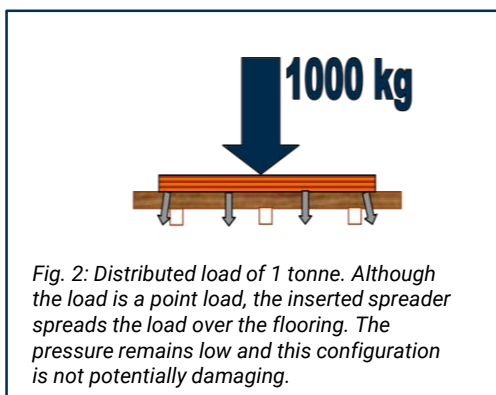 1000 kg
Fig. 2: Distributed load of 1 tonne. Although
the load is a point load, the inserted spreader
spreads the load over the flooring. The
pressure remains low and this configuration
is not potentially damaging.